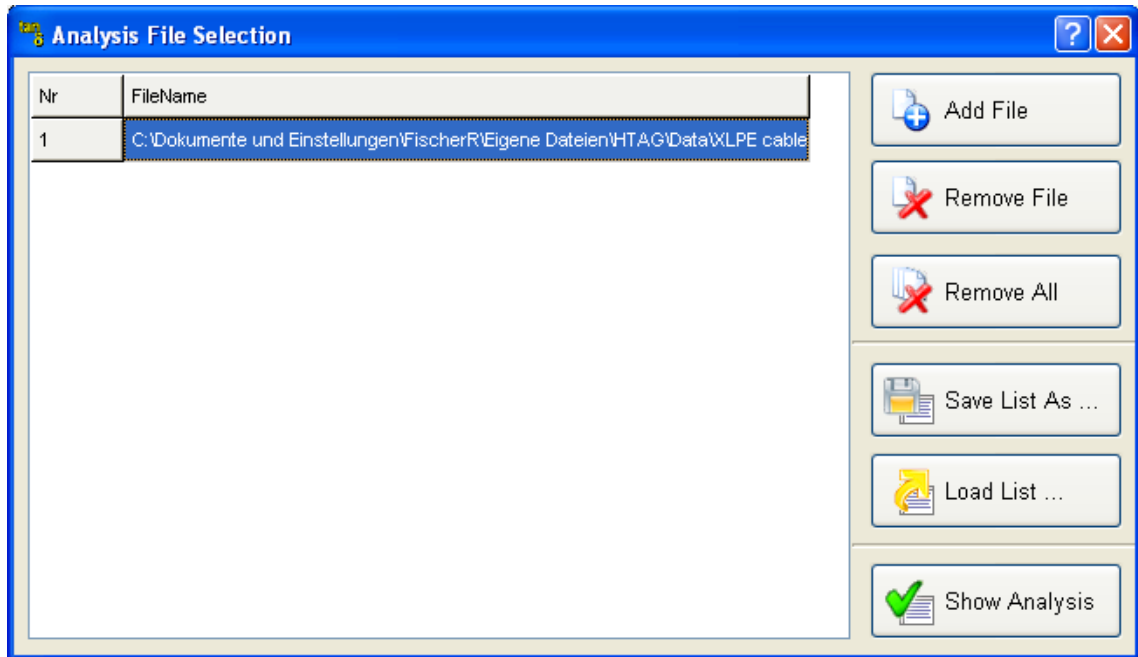 tan δ Analysis File Selection
Nr FileName
1 C:\Dokumente und Einstellungen\FischerR\Eigene Dateien\HTAG\Data\XLPE cable
Add File
Remove File
Remove All
Save List As ...
Load List ...
Show Analysis